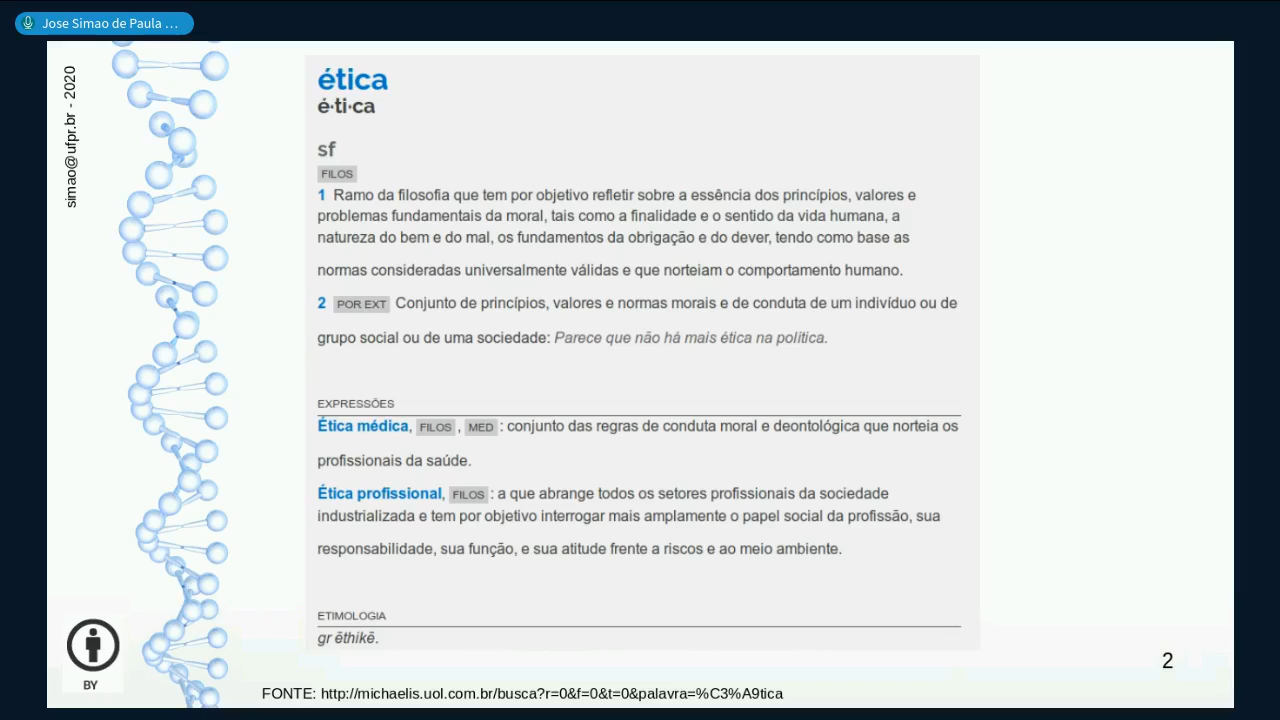 Jose Simao de Paula ...
simao@ufpr.br - 2020
ética
é·ti·ca
sf
FILOS
1 Ramo da filosofia que tem por objetivo refletir sobre a essência dos princípios, valores e
problemas fundamentais da moral, tais como a finalidade e o sentido da vida humana, a
natureza do bem e do mal, os fundamentos da obrigação e do dever, tendo como base as
normas consideradas universalmente válidas e que norteiam o comportamento humano.
2 POR EXT Conjunto de princípios, valores e normas morais e de conduta de um indivíduo ou de
grupo social ou de uma sociedade: Parece que não há mais ética na política.
EXPRESSÕES
Ética médica, FILOS , MED : conjunto das regras de conduta moral e deontológica que norteia os
profissionais da saúde.
Ética profissional, FILOS : a que abrange todos os setores profissionais da sociedade
industrializada e tem por objetivo interrogar mais amplamente o papel social da profissão, sua
responsabilidade, sua função, e sua atitude frente a riscos e ao meio ambiente.
ETIMOLOGIA
gr ēthikē.
BY
2
FONTE: http://michaelis.uol.com.br/busca?r=0&f=0&t=0&palavra=%C3%A9tica